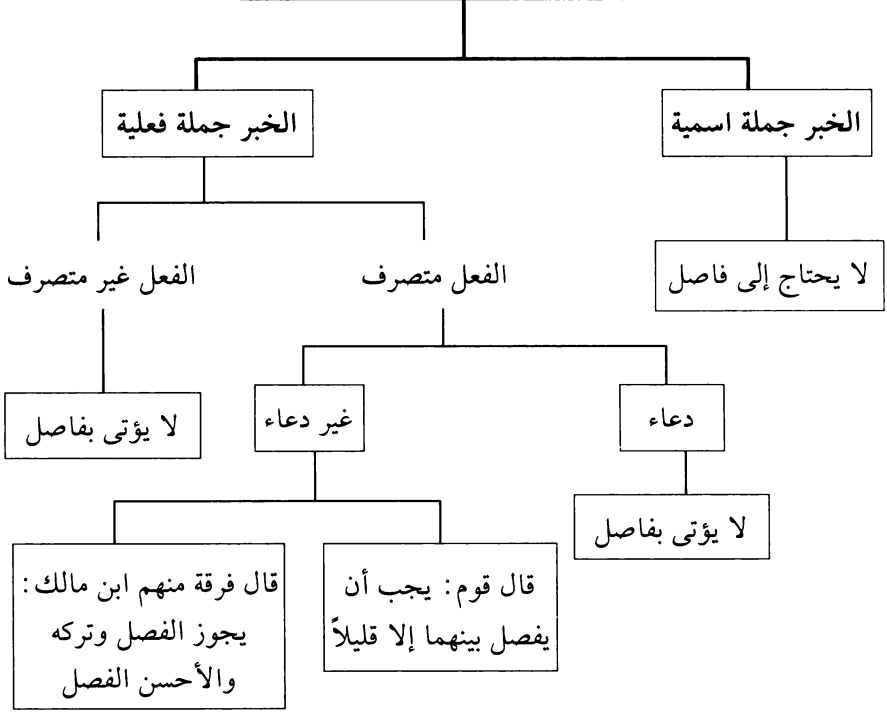 الخبر جملة اسمية
الخبر جملة فعلية
لا يحتاج إلى فاصل
الفعل متصرف
الفعل غير متصرف
دعاء
غير دعاء
لا يؤتى بفاصل
لا يؤتى بفاصل
قال قوم: يجب أن
يفصل بينهما إلا قليلاً
قال فرقة منهم ابن مالك:
يجوز الفصل وتركه
والأحسن الفصل